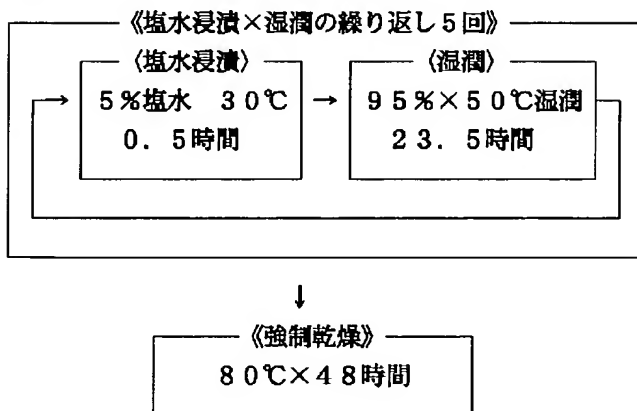 《塩水浸漬×湿潤の繰り返し5回》
〈塩水浸漬〉 〈湿潤〉
→ 5%塩水 30℃ → 95%×50℃湿潤
0.5時間 23.5時間
↓
《強制乾燥》
80℃×48時間